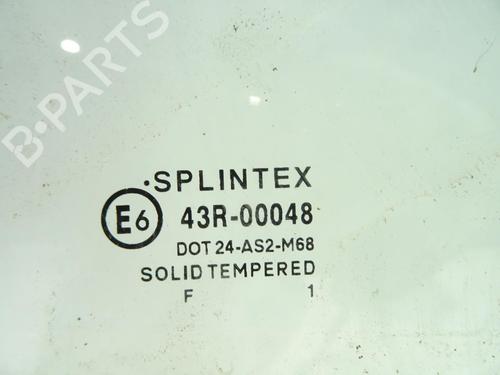 B-PARTS
·SPLINTEX
E6 43R-00048
DOT 24-AS2-M68
SOLID TEMPERED
F 1